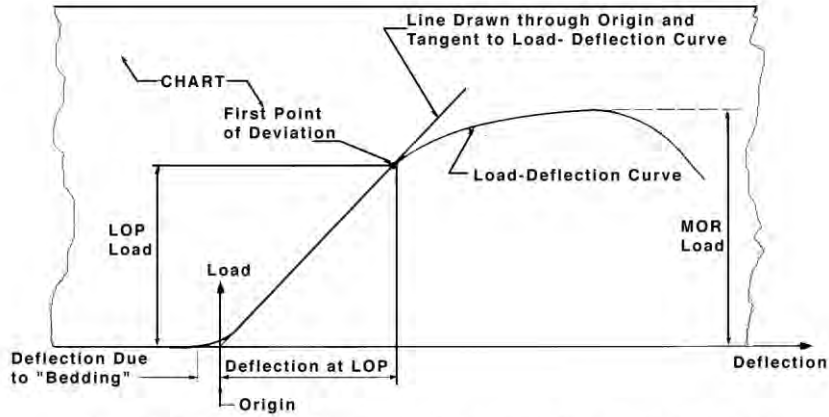 Line Drawn through Origin and
Tangent to Load- Deflection Curve
CHART
First Point
of Deviation
Load-Deflection Curve
LOP
Load
MOR
Load
Load
Deflection Due
to "Bedding"
Deflection at LOP
Deflection
Origin